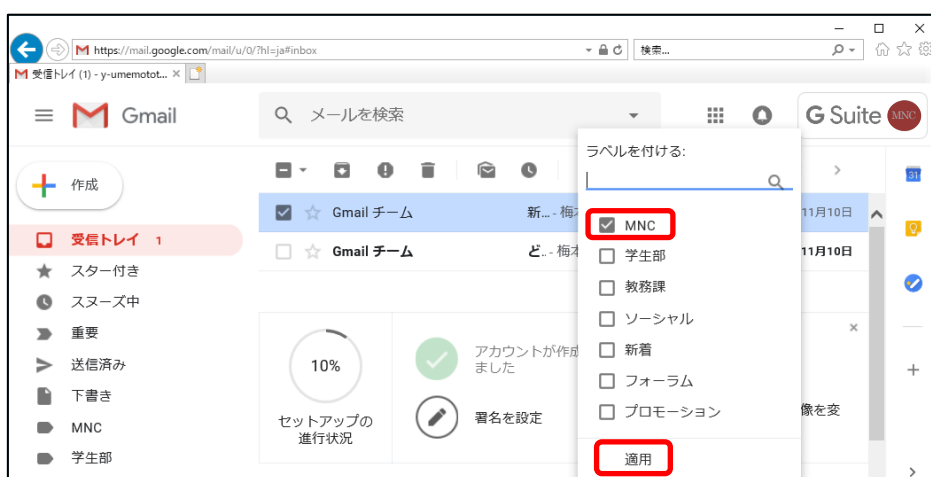 https://mail.google.com/mail/u/0/?hl=ja#inbox
検索...
受信トレイ (1) - y-umemotot...
Gmail
メールを検索
G Suite
MNC
作成
31
ラベルを付ける:
受信トレイ 1
スター付き
スヌーズ中
重要
送信済み
下書き
MNC
学生部
Gmail チーム 新... - 梅 11月10日
Gmail チーム ど... - 梅 11月10日
10%
セットアップの
進行状況
アカウントが作成
ました
署名を設定
像を変
MNC
学生部
教務課
ソーシャル
新着
フォーラム
プロモーション
適用